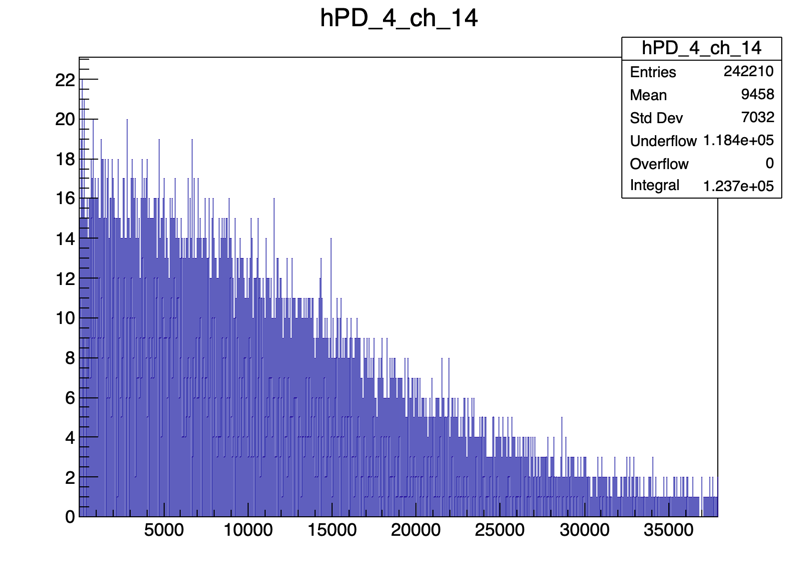 hPD_4_ch_14
hPD_4_ch_14
Entries 242210
Mean 9458
Std Dev 7032
Underflow 1.184e+05
Overflow 0
Integral 1.237e+05
22
20
18
16
14
12
10
8
6
4
2
0
5000 10000 15000 20000 25000 30000 35000